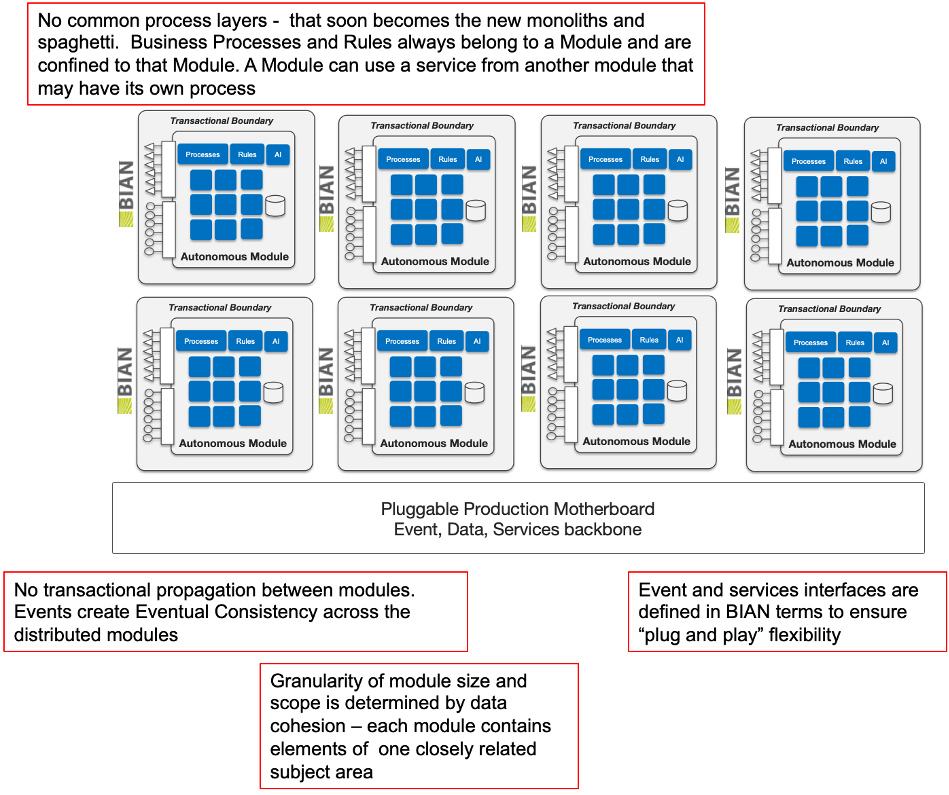 No common process layers -  that soon becomes the new monoliths and
spaghetti.  Business Processes and Rules always belong to a Module and are
confined to that Module. A Module can use a service from another module that
may have its own process
Transactional Boundary
Processes
Rules
AI
Autonomous Module
BIAN
Transactional Boundary
Processes
Rules
AI
Autonomous Module
BIAN
Transactional Boundary
Processes
Rules
AI
Autonomous Module
BIAN
Transactional Boundary
Processes
Rules
AI
Autonomous Module
BIAN
Transactional Boundary
Processes
Rules
AI
Autonomous Module
BIAN
Transactional Boundary
Processes
Rules
AI
Autonomous Module
BIAN
Transactional Boundary
Processes
Rules
AI
Autonomous Module
BIAN
Transactional Boundary
Processes
Rules
AI
Autonomous Module
BIAN
Pluggable Production Motherboard
Event, Data, Services backbone
No transactional propagation between modules.
Events create Eventual Consistency across the
distributed modules
Event and services interfaces are
defined in BIAN terms to ensure
“plug and play” flexibility
Granularity of module size and
scope is determined by data
cohesion – each module contains
elements of  one closely related
subject area